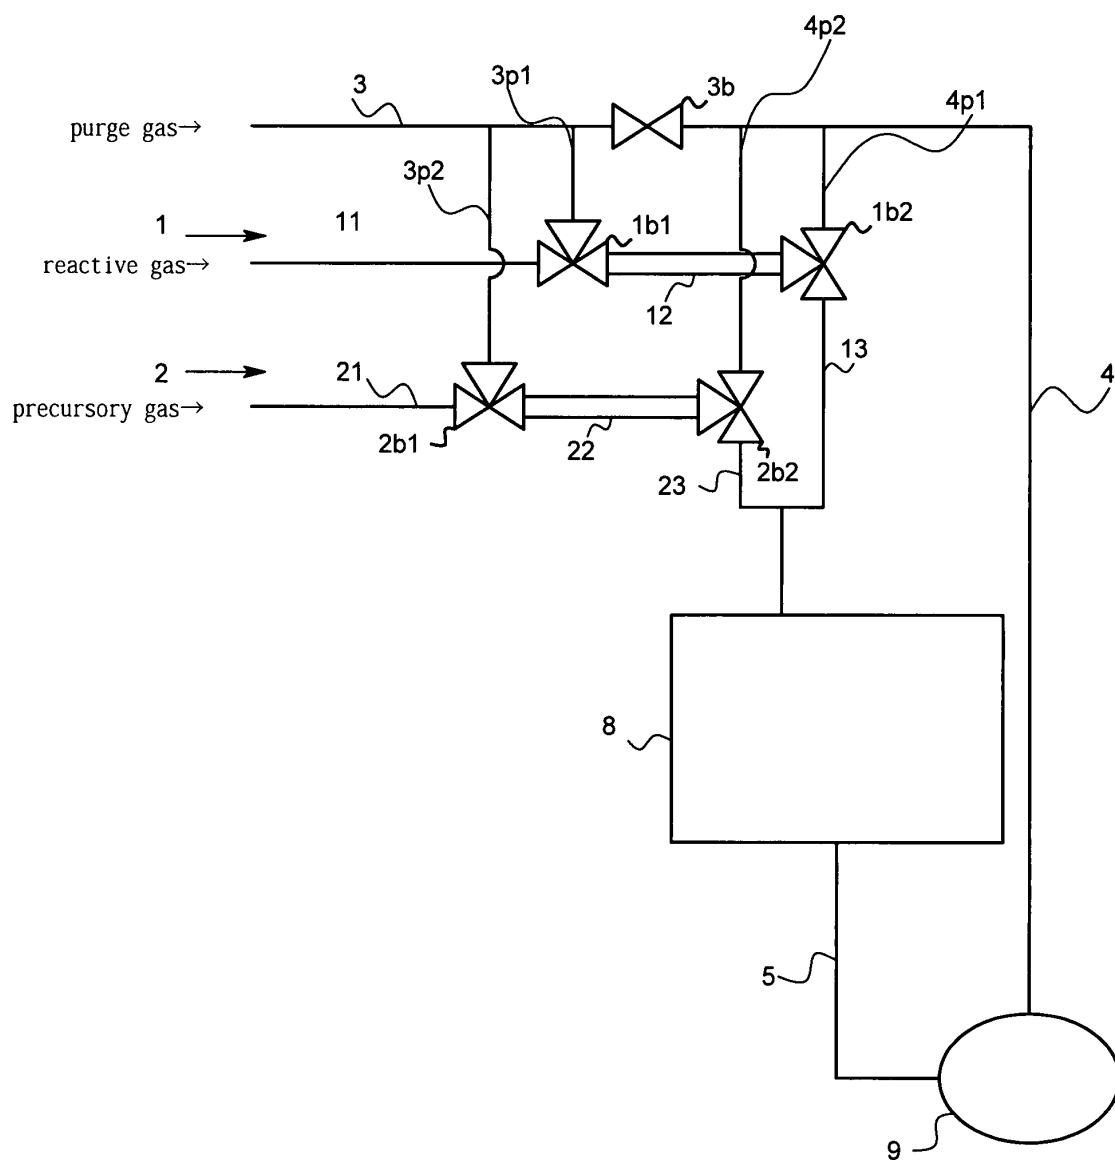 4p2
3p1
3b
3
4p1
purge gas→
3p2
1
11
1b1
1b2
reactive gas→
12
13
2
21
4
precursory gas→
2b1
22
2b2
23
8
5
9